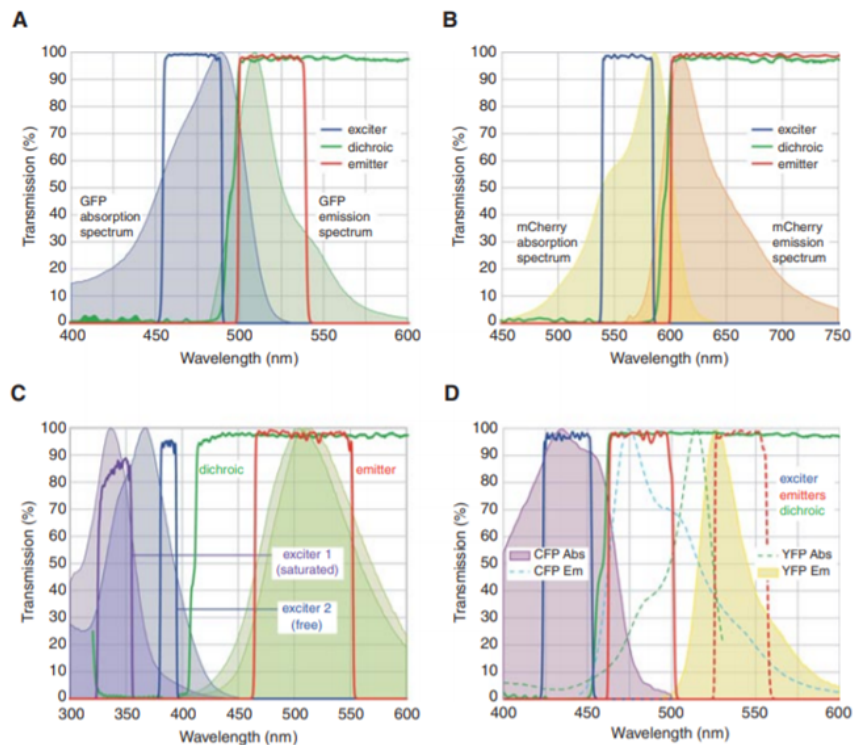 A
100
90
80
70
60
50
40
30
20
10
0
Transmission (%)
exciter
dichroic
emitter
GFP
absorption
spectrum
GFP
emission
spectrum
400 450 500 550 600
Wavelength (nm)
B
100
90
80
70
60
50
40
30
20
10
0
Transmission (%)
exciter
dichroic
emitter
mCherry
absorption
spectrum
mCherry
emission
spectrum
450 500 550 600 650 700 750
Wavelength (nm)
C
100
90
80
70
60
50
40
30
20
10
0
Transmission (%)
dichroic
emitter
exciter 1
(saturated)
exciter 2
(free)
300 350 400 450 500 550 600
Wavelength (nm)
D
100
90
80
70
60
50
40
30
20
10
0
Transmission (%)
exciter
emitters
dichroic
CFP Abs
CFP Em
YFP Abs
YFP Em
400 450 500 550 600
Wavelength (nm)